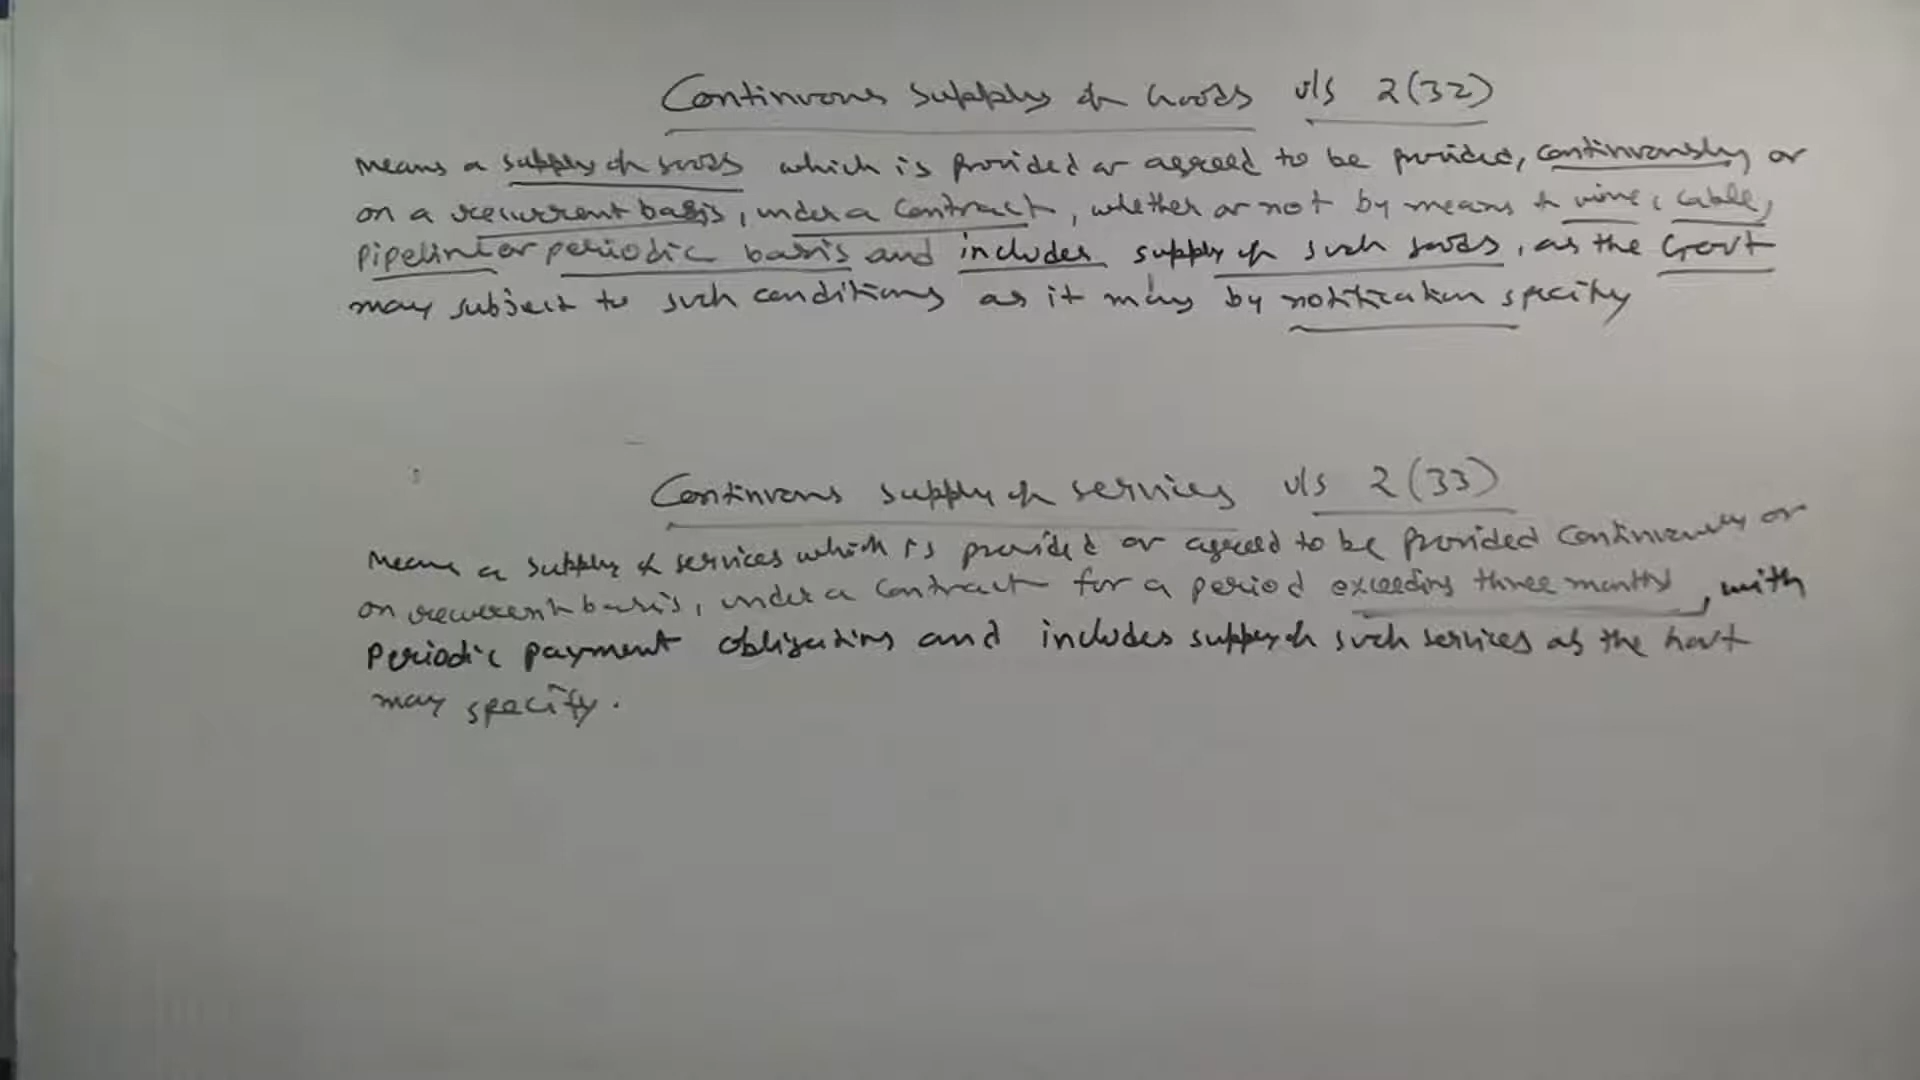 Continuous supply of Goods u/s 2(32)
Means a supply of goods which is provided or agreed to be provided, continuously or
on a recurrent basis, under a contract, whether or not by means of wire, cable,
pipeline or periodic basis and includes supply of such goods, as the Govt
may subject to such conditions as it may by notification specify
Continuous supply of services u/s 2(33)
Means a supply of services which is provided or agreed to be provided continuously or
on recurrent basis, under a contract for a period exceeding three months, with
periodic payment obligations and includes supply of such services as the Govt
may specify.